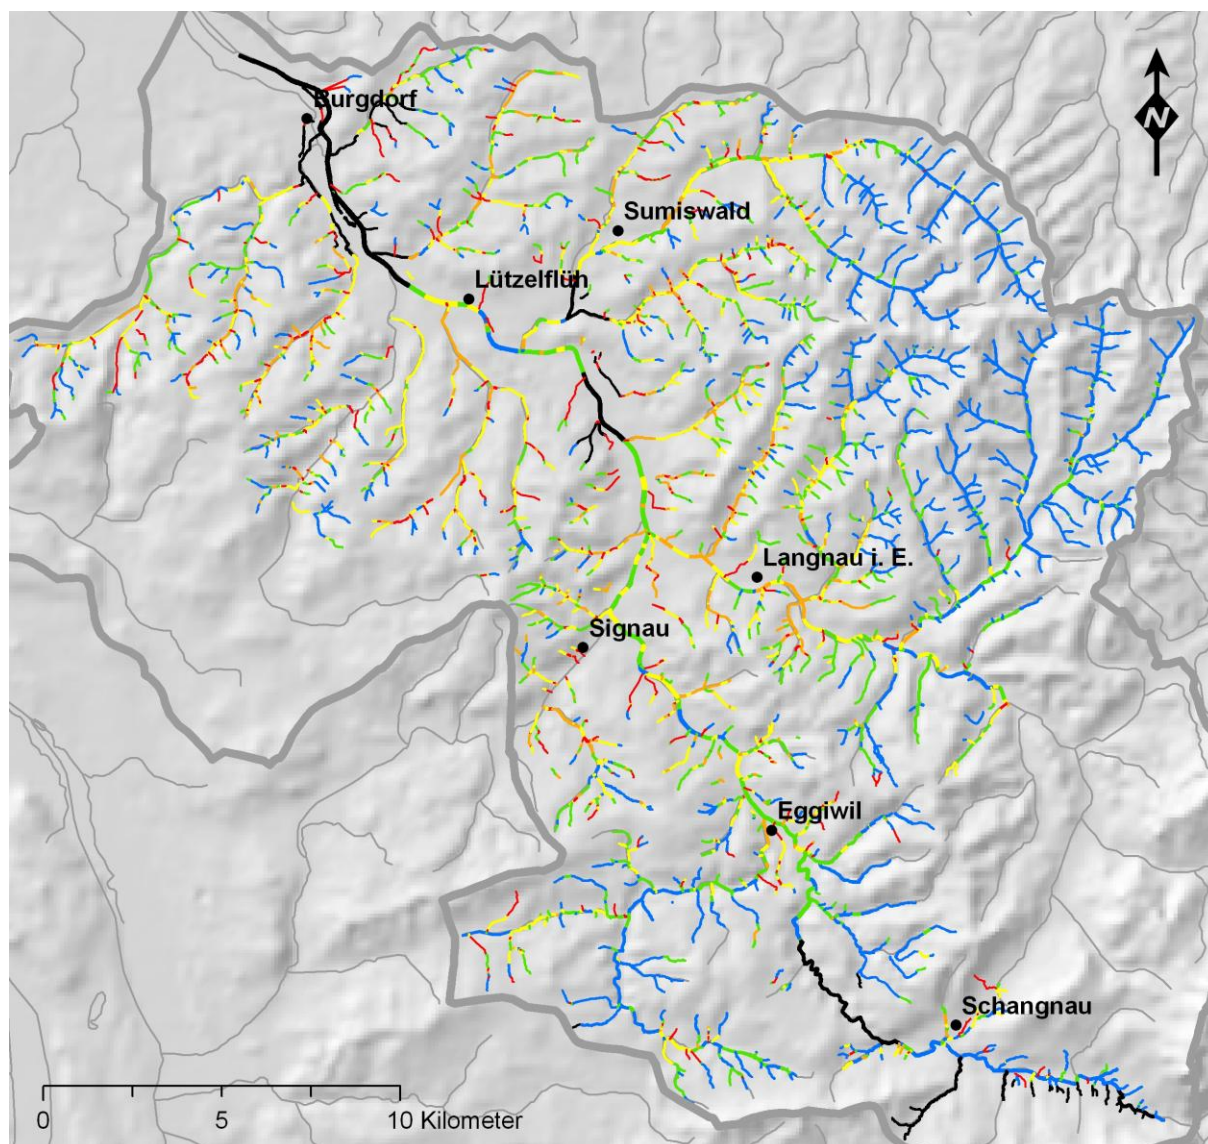 N
Burgdorf
Sumiswald
Lützelflüh
Langnau i. E.
Signau
Eggiwil
Schangnau
0 5 10 Kilometer